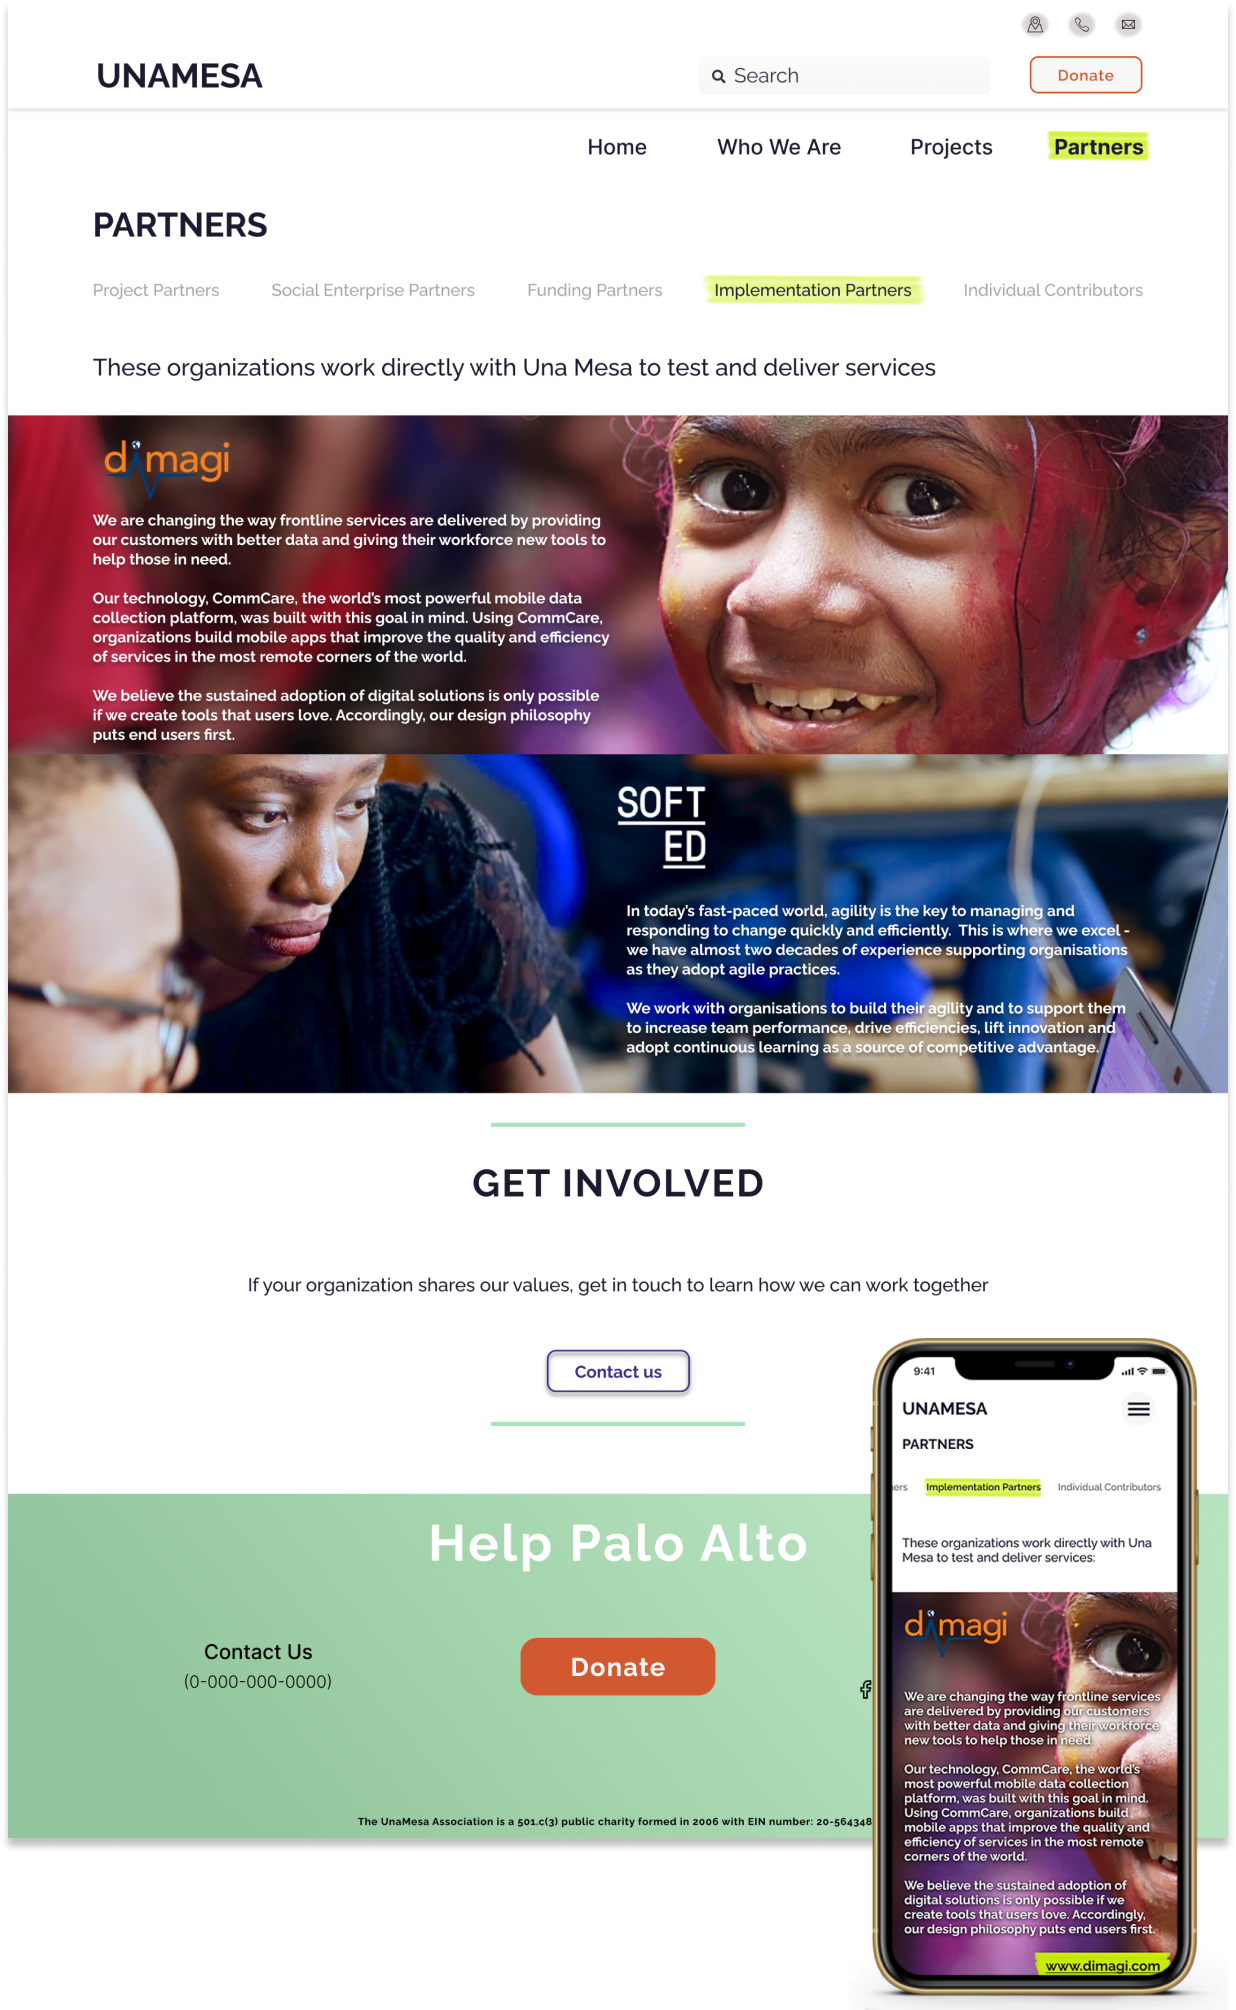 UNAMESA
Search
Donate
Home
Who We Are
Projects
Partners
PARTNERS
Project Partners
Social Enterprise Partners
Funding Partners
Implementation Partners
Individual Contributors
These organizations work directly with Una Mesa to test and deliver services
dimagi
We are changing the way frontline services are delivered by providing
our customers with better data and giving their workforce new tools to
help those in need.
Our technology, CommCare, the world's most powerful mobile data
collection platform, was built with this goal in mind. Using CommCare,
organizations build mobile apps that improve the quality and efficiency
of services in the most remote corners of the world.
We believe the sustained adoption of digital solutions is only possible
if we create tools that users love. Accordingly, our design philosophy
puts end users first.
SOFT
ED
In today's fast-paced world, agility is the key to managing and
responding to change quickly and efficiently. This is where we excel -
we have almost two decades of experience supporting organisations
as they adopt agile practices.
We work with organisations to build their agility and to support them
to increase team performance, drive efficiencies, lift innovation and
adopt continuous learning as a source of competitive advantage.
GET INVOLVED
If your organization shares our values, get in touch to learn how we can work together
Contact us
Help Palo Alto
Contact Us
(0-000-000-0000)
Donate
The UnaMesa Association is a 501.c(3) public charity formed in 2006 with EIN number: 20-564348
9:41
UNAMESA
PARTNERS
ers
Implementation Partners
Individual Contributors
These organizations work directly with Una
Mesa to test and deliver services:
dimagi
We are changing the way frontline services
are delivered by providing our customers
with better data and giving their workforce
new tools to help those in need.
Our technology, CommCare, the world's
most powerful mobile data collection
platform, was built with this goal in mind.
Using CommCare, organizations build
mobile apps that improve the quality and
efficiency of services in the most remote
corners of the world.
We believe the sustained adoption of
digital solutions is only possible if we
create tools that users love. Accordingly,
our design philosophy puts end users first.
www.dimagi.com